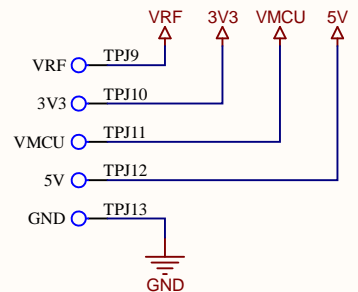 VRF 3V3 VMCU 5V
VRF TPJ9
3V3 TPJ10
VMCU TPJ11
5V TPJ12
GND TPJ13
GND